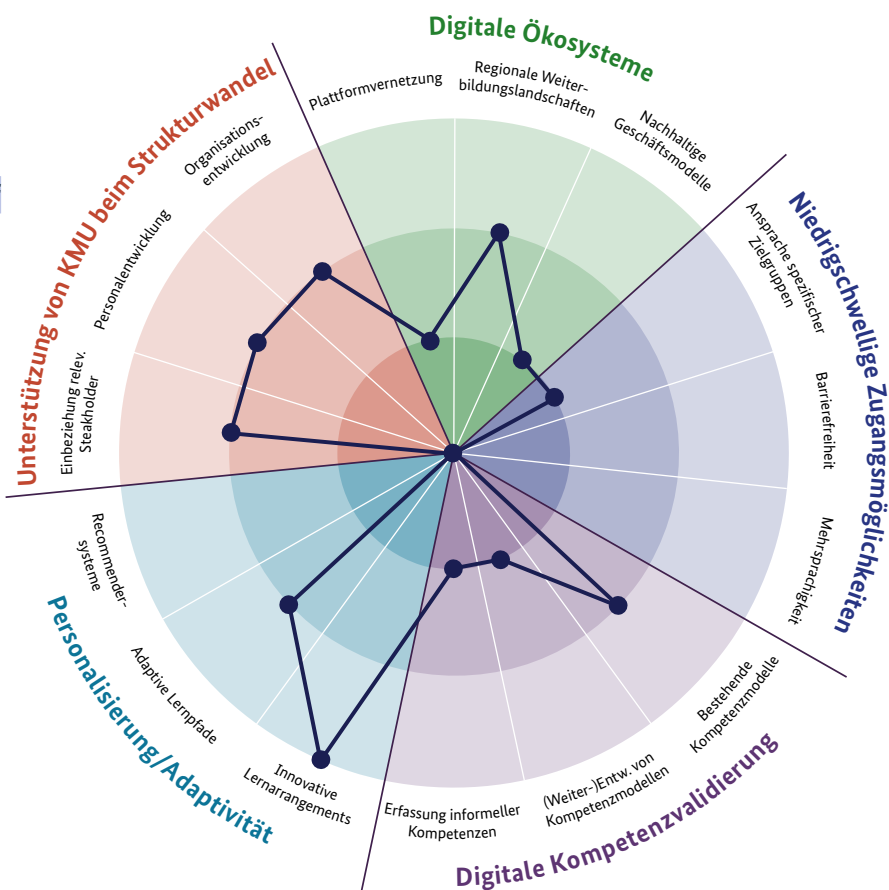 Digitale Ökosysteme
Plattformvernetzung
Regionale Weiter-
bildungslandschaften
Nachhaltige
Geschäftsmodelle
Niedrigschwellige Zugangsmöglichkeiten
Ansprache spezifischer
Zielgruppen
Barrierefreiheit
Mehrsprachigkeit
Digitale Kompetenzvalidierung
Bestehende
Kompetenzmodelle
(Weiter-)Entw. von
Kompetenzmodellen
Erfassung informeller
Kompetenzen
Personalisierung/Adaptivität
Innovative
Lernarrangements
Adaptive Lernpfade
Recommender-
systeme
Unterstützung von KMU beim Strukturwandel
Einbeziehung relev.
Steakholder
Personalentwicklung
Organisations-
entwicklung